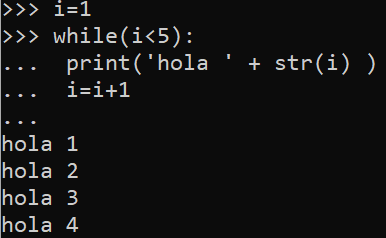 >>> i=1
>>> while(i<5):
...  print('hola ' + str(i) )
...  i=i+1
...
hola 1
hola 2
hola 3
hola 4